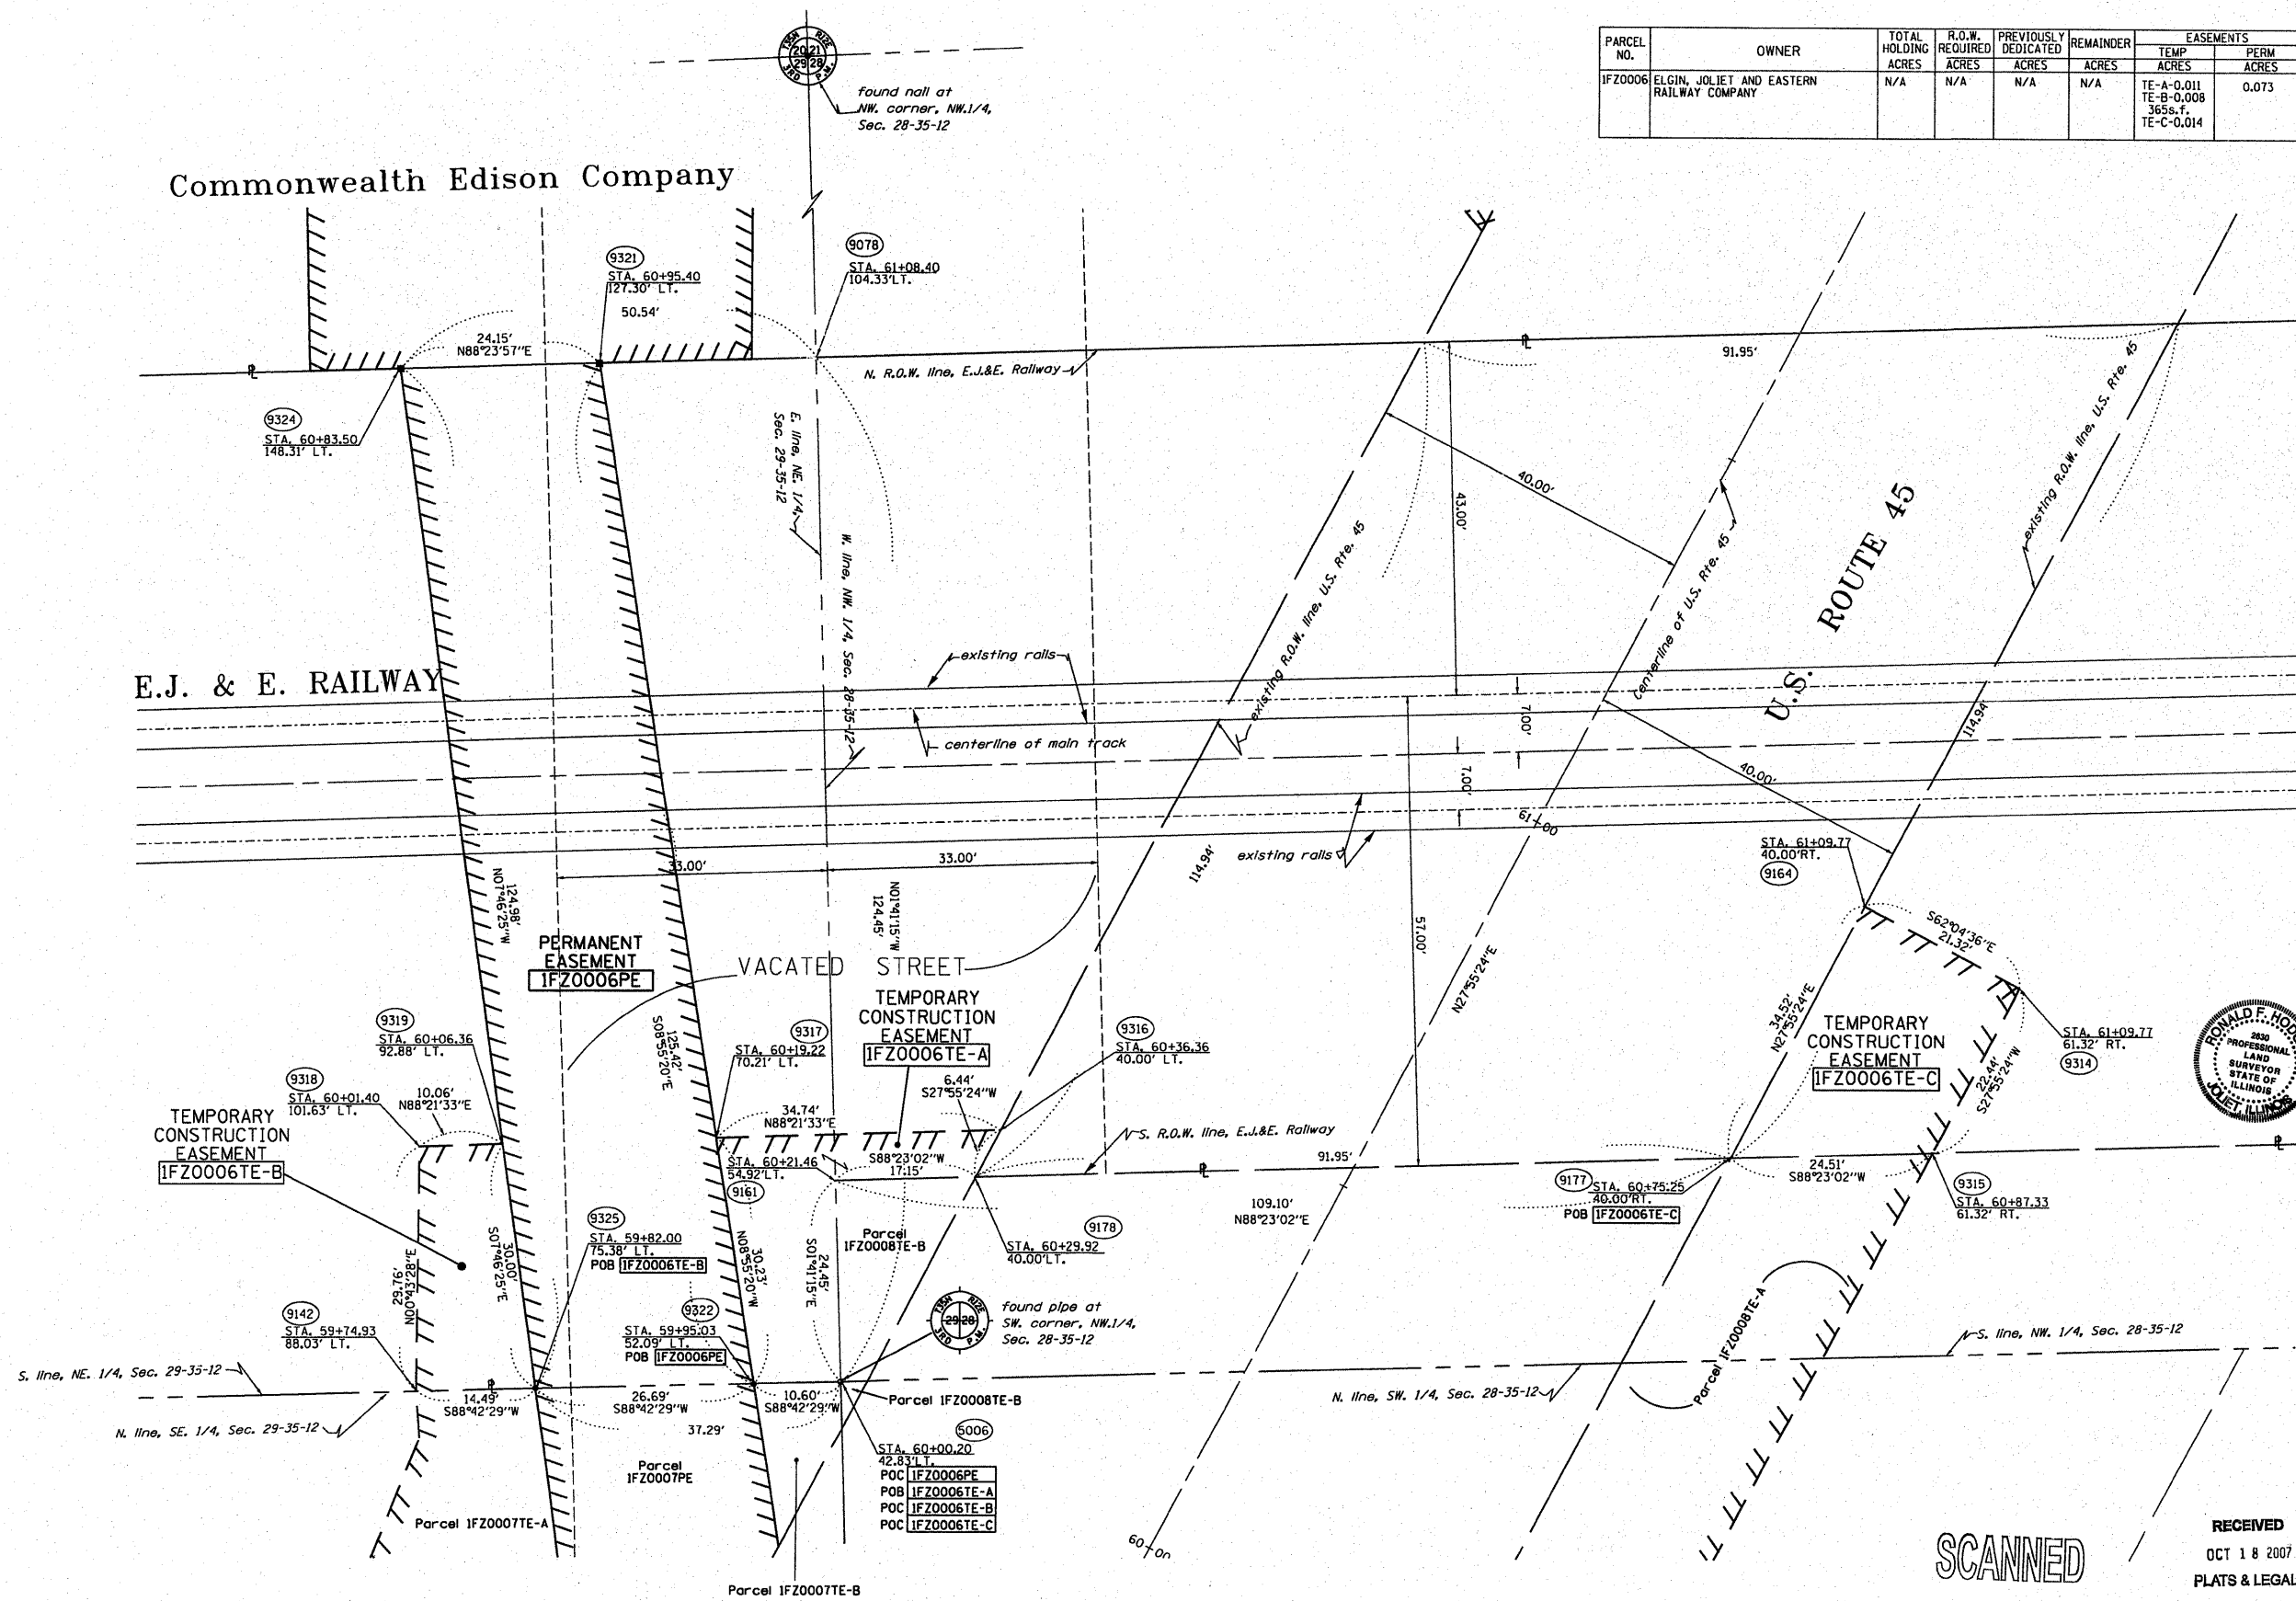 PARCEL NO.
OWNER
TOTAL HOLDING ACRES
R.O.W. REQUIRED ACRES
PREVIOUSLY DEDICATED ACRES
REMAINDER ACRES
EASEMENTS
TEMP ACRES
PERM ACRES
1FZ0006 ELGIN, JOLIET AND EASTERN N/A N/A N/A N/A TE-A-0.011 0.073
RAILWAY COMPANY TE-B-0.008
365s.f.
TE-C-0.014
T35N R12E
20 21
29 28
3RD P.M.
found nail at
NW. corner, NW.1/4,
Sec. 28-35-12
Commonwealth Edison Company
9321
STA. 60+95.40
127.30' LT.
50.54'
9078
STA. 61+08.40
104.33'LT.
24.15'
N88°23'57"E
N. R.O.W. line, E.J.&E. Railway
91.95'
9324
STA. 60+83.50
148.31' LT.
E. line, NE. 1/4,
Sec. 29-35-12
W. line, NW. 1/4, Sec. 28-35-12
43.00'
40.00'
existing R.O.W. line, U.S. Rte. 45
centerline of U.S. Rte. 45
U.S. ROUTE 45
existing R.O.W. line, U.S. Rte. 45
E.J. & E. RAILWAY
existing rails
centerline of main track
7.00'
7.00'
40.00'
114.94'
61+00
existing rails
33.00'
33.00'
114.94'
STA. 61+09.77
40.00'RT.
9164
124.98'
N07°46'25"W
N01°41'15"W
124.45'
57.00'
N27°55'24"E
S62°04'36"E
21.32'
PERMANENT
EASEMENT
1FZ0006PE
VACATED STREET
TEMPORARY
CONSTRUCTION
EASEMENT
1FZ0006TE-A
125.42'
S08°55'20"E
9319
STA. 60+06.36
92.88' LT.
9317
STA. 60+19.22
70.21' LT.
9316
STA. 60+36.36
40.00' LT.
34.52'
N27°55'24"E
TEMPORARY
CONSTRUCTION
EASEMENT
1FZ0006TE-C
STA. 61+09.77
61.32' RT.
9314
22.44'
S27°55'24"W
RONALD F. HOD
2830
PROFESSIONAL
LAND
SURVEYOR
STATE OF
ILLINOIS
JOLIET, ILLINOIS
9318
STA. 60+01.40
101.63' LT.
10.06'
N88°21'33"E
6.44'
S27°55'24"W
34.74'
N88°21'33"E
TEMPORARY
CONSTRUCTION
EASEMENT
1FZ0006TE-B
S. R.O.W. line, E.J.&E. Railway
S88°23'02"W
17.15'
91.95'
STA. 60+21.46
54.92'LT.
9161
24.51'
S88°23'02"W
9177 STA. 60+75.25
40.00'RT.
POB 1FZ0006TE-C
9315
STA. 60+87.33
61.32' RT.
109.10'
N88°23'02"E
9325
STA. 59+82.00
75.38' LT.
POB 1FZ0006TE-B
30.00'
S07°46'25"E
30.23'
N08°55'20"W
24.45'
S01°41'15"E
Parcel
1FZ0008TE-B
9178
STA. 60+29.92
40.00'LT.
29.76'
N00°43'28"E
9142
STA. 59+74.93
88.03' LT.
9322
STA. 59+95.03
52.09' LT.
POB 1FZ0006PE
T35N R12E
29 28
3RD P.M.
found pipe at
SW. corner, NW.1/4,
Sec. 28-35-12
Parcel 1FZ0008TE-A
S. line, NW. 1/4, Sec. 28-35-12
S. line, NE. 1/4, Sec. 29-35-12
N. line, SW. 1/4, Sec. 28-35-12
14.49'
S88°42'29"W
26.69'
S88°42'29"W
10.60'
S88°42'29"W
Parcel 1FZ0008TE-B
N. line, SE. 1/4, Sec. 29-35-12
37.29'
5006
STA. 60+00.20
42.83'LT.
POC 1FZ0006PE
POB 1FZ0006TE-A
POC 1FZ0006TE-B
POC 1FZ0006TE-C
Parcel
1FZ0007PE
Parcel 1FZ0007TE-A
60+00
Parcel 1FZ0007TE-B
SCANNED
RECEIVED
OCT 18 2007
PLATS & LEGAL